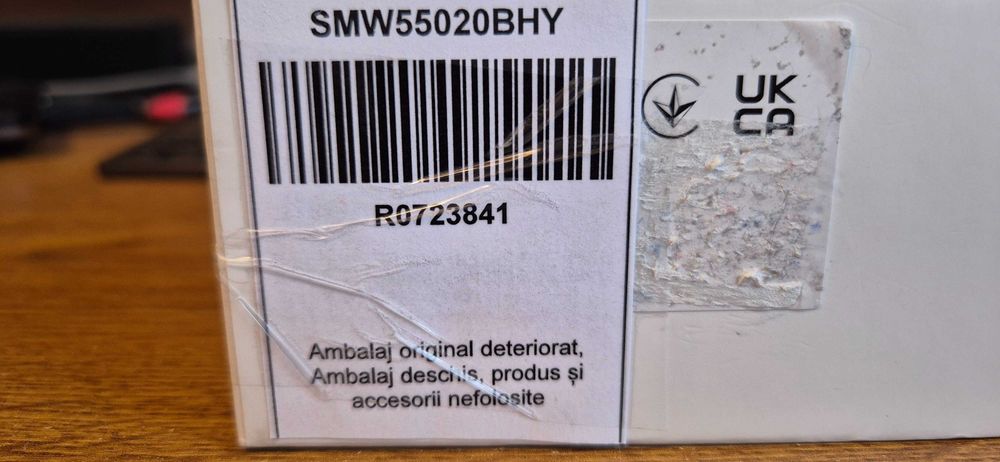 SMW55020BHY
R0723841
Ambalaj original deteriorat,
Ambalaj deschis, produs și
accesorii nefolosite
UK
CA